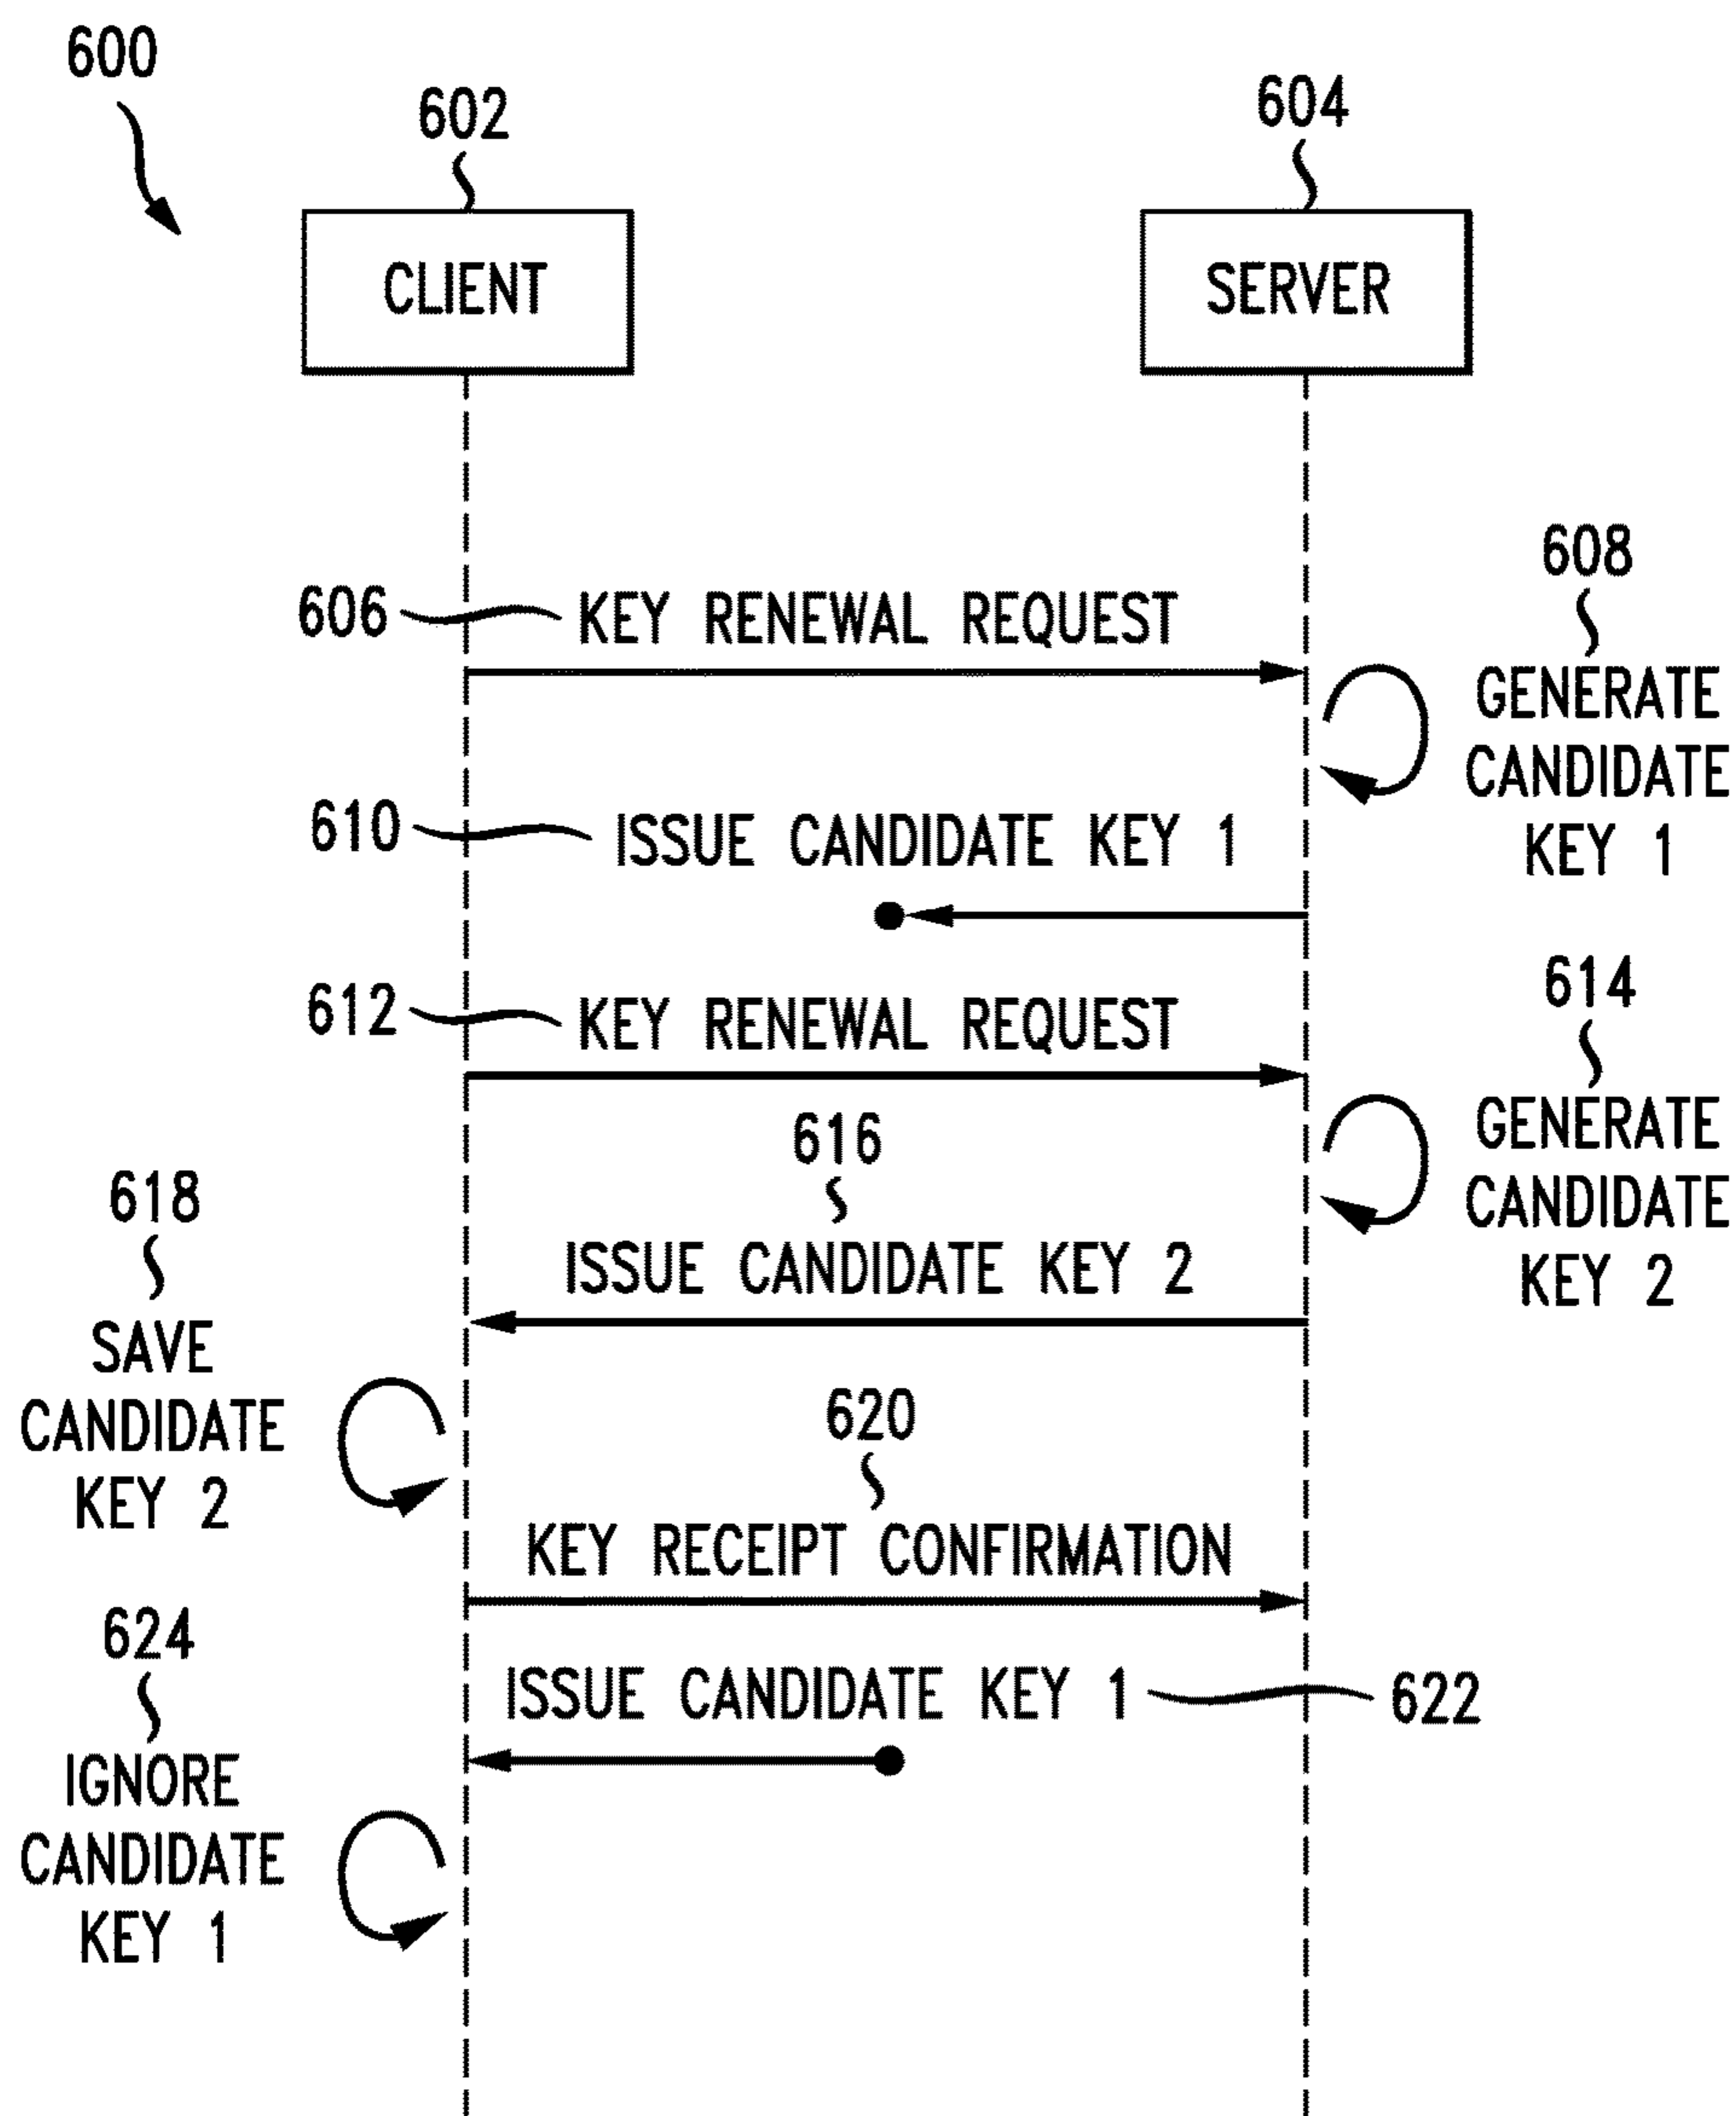 600
602
604
CLIENT
SERVER
606
KEY RENEWAL REQUEST
608
GENERATE
CANDIDATE
KEY 1
610
ISSUE CANDIDATE KEY 1
612
KEY RENEWAL REQUEST
614
GENERATE
CANDIDATE
KEY 2
616
ISSUE CANDIDATE KEY 2
618
SAVE
CANDIDATE
KEY 2
620
KEY RECEIPT CONFIRMATION
622
ISSUE CANDIDATE KEY 1
624
IGNORE
CANDIDATE
KEY 1